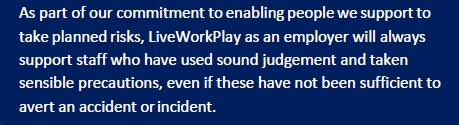 As part of our commitment to enabling people we support to
take planned risks, LiveWorkPlay as an employer will always
support staff who have used sound judgement and taken
sensible precautions, even if these have not been sufficient to
avert an accident or incident.